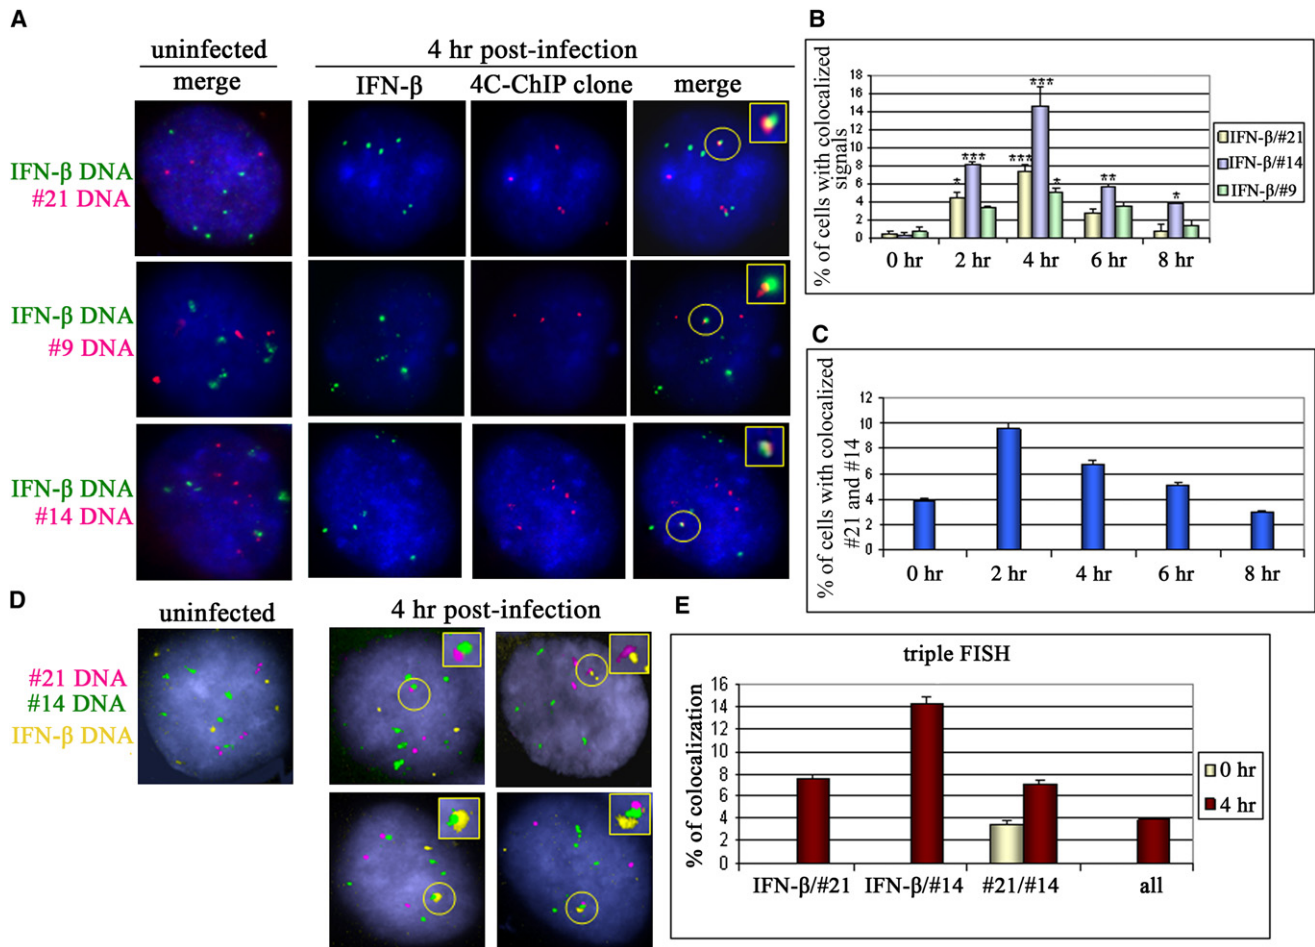 A
uninfected
4 hr post-infection
merge
IFN-β
4C-ChIP clone
merge
IFN-β DNA
#21 DNA
IFN-β DNA
#9 DNA
IFN-β DNA
#14 DNA
B
% of cells with colocalized
signals
18
16
14
12
10
8
6
4
2
0
*
***
***
***
*
**
*
0 hr
2 hr
4 hr
6 hr
8 hr
IFN-β/#21
IFN-β/#14
IFN-β/#9
C
% of cells with colocalized
#21 and #14
12
10
8
6
4
2
0
0 hr
2 hr
4 hr
6 hr
8 hr
D
uninfected
4 hr post-infection
#21 DNA
#14 DNA
IFN-β DNA
E
triple FISH
% of colocalization
16
14
12
10
8
6
4
2
0
IFN-β/#21
IFN-β/#14
#21/#14
all
0 hr
4 hr